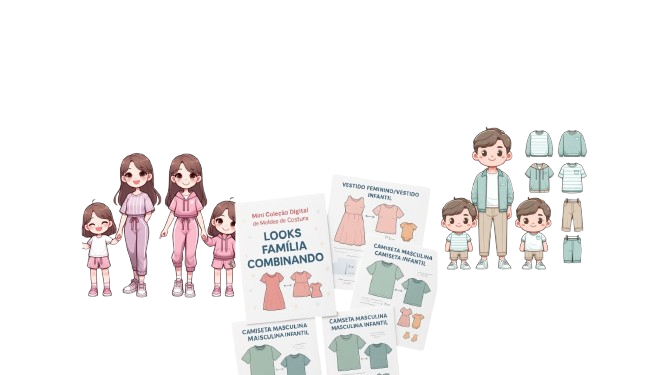 Mini Coleção Digital
de Moldes de Costura
LOOKS
FAMÍLIA
COMBINANDO
VESTIDO FEMININO/VESTIDO
INFANTIL
CAMISETA MASCULINA
CAMISETA INFANTIL
CAMISETA MASCULINA
MAISCULINA INFANTIL
CAMISETA MASCULINA
MASCULINA INFANTIL